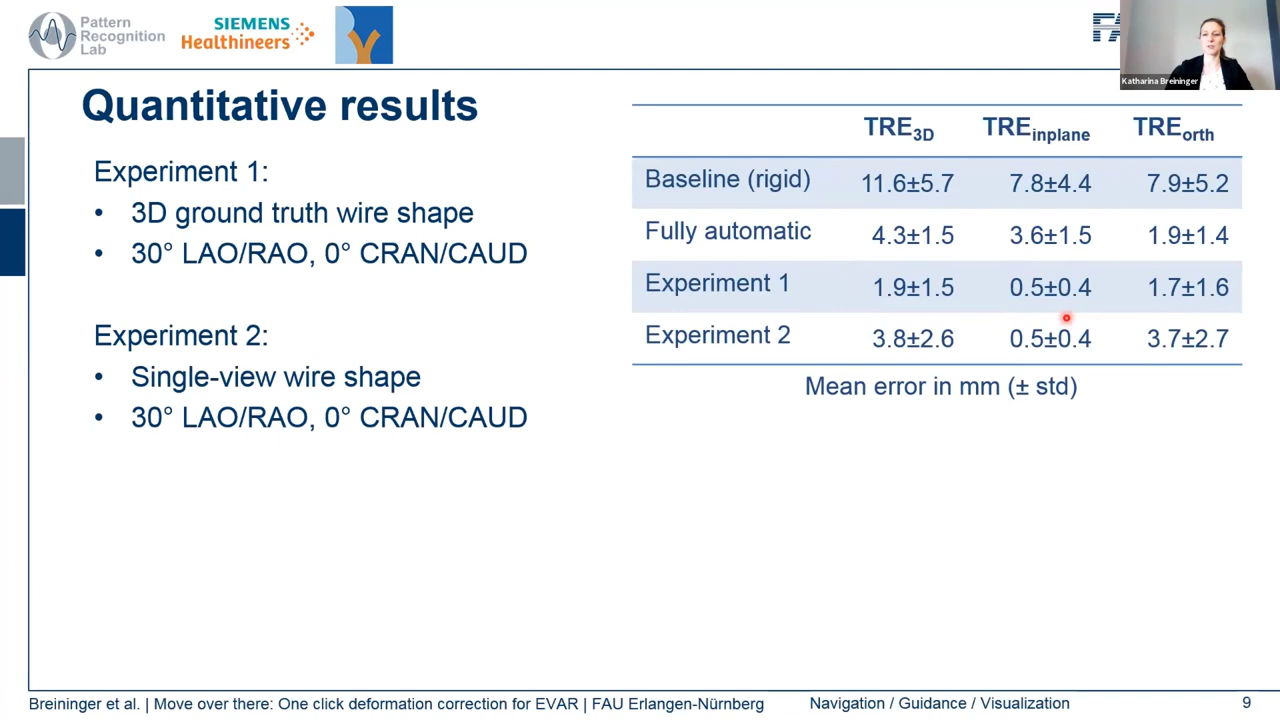 Pattern
Recognition
Lab
SIEMENS
Healthineers
FA
Katharina Breininger
Quantitative results
Experiment 1:
• 3D ground truth wire shape
• 30° LAO/RAO, 0° CRAN/CAUD
Experiment 2:
• Single-view wire shape
• 30° LAO/RAO, 0° CRAN/CAUD
TRE3D TREinplane TREorth
Baseline (rigid) 11.6±5.7 7.8±4.4 7.9±5.2
Fully automatic 4.3±1.5 3.6±1.5 1.9±1.4
Experiment 1 1.9±1.5 0.5±0.4 1.7±1.6
Experiment 2 3.8±2.6 0.5±0.4 3.7±2.7
Mean error in mm (± std)
Breininger et al. | Move over there: One click deformation correction for EVAR | FAU Erlangen-Nürnberg Navigation / Guidance / Visualization 9